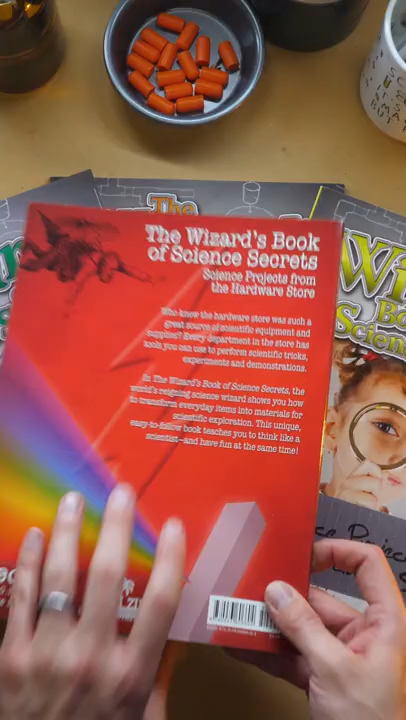 The
The Wizard's Book
of Science Secrets
Science Projects from
the Hardware Store
Who knew the hardware store was such a
great source of scientific equipment and
supplies? Every department in the store has
tools you can use to perform scientific tricks,
experiments and demonstrations.
In The Wizard's Book of Science Secrets, the
world's reigning science wizard shows you how
to transform everyday items into materials for
scientific exploration. This unique,
easy-to-follow book teaches you to think like a
scientist—and have fun at the same time!
Wi
Bo
Scien